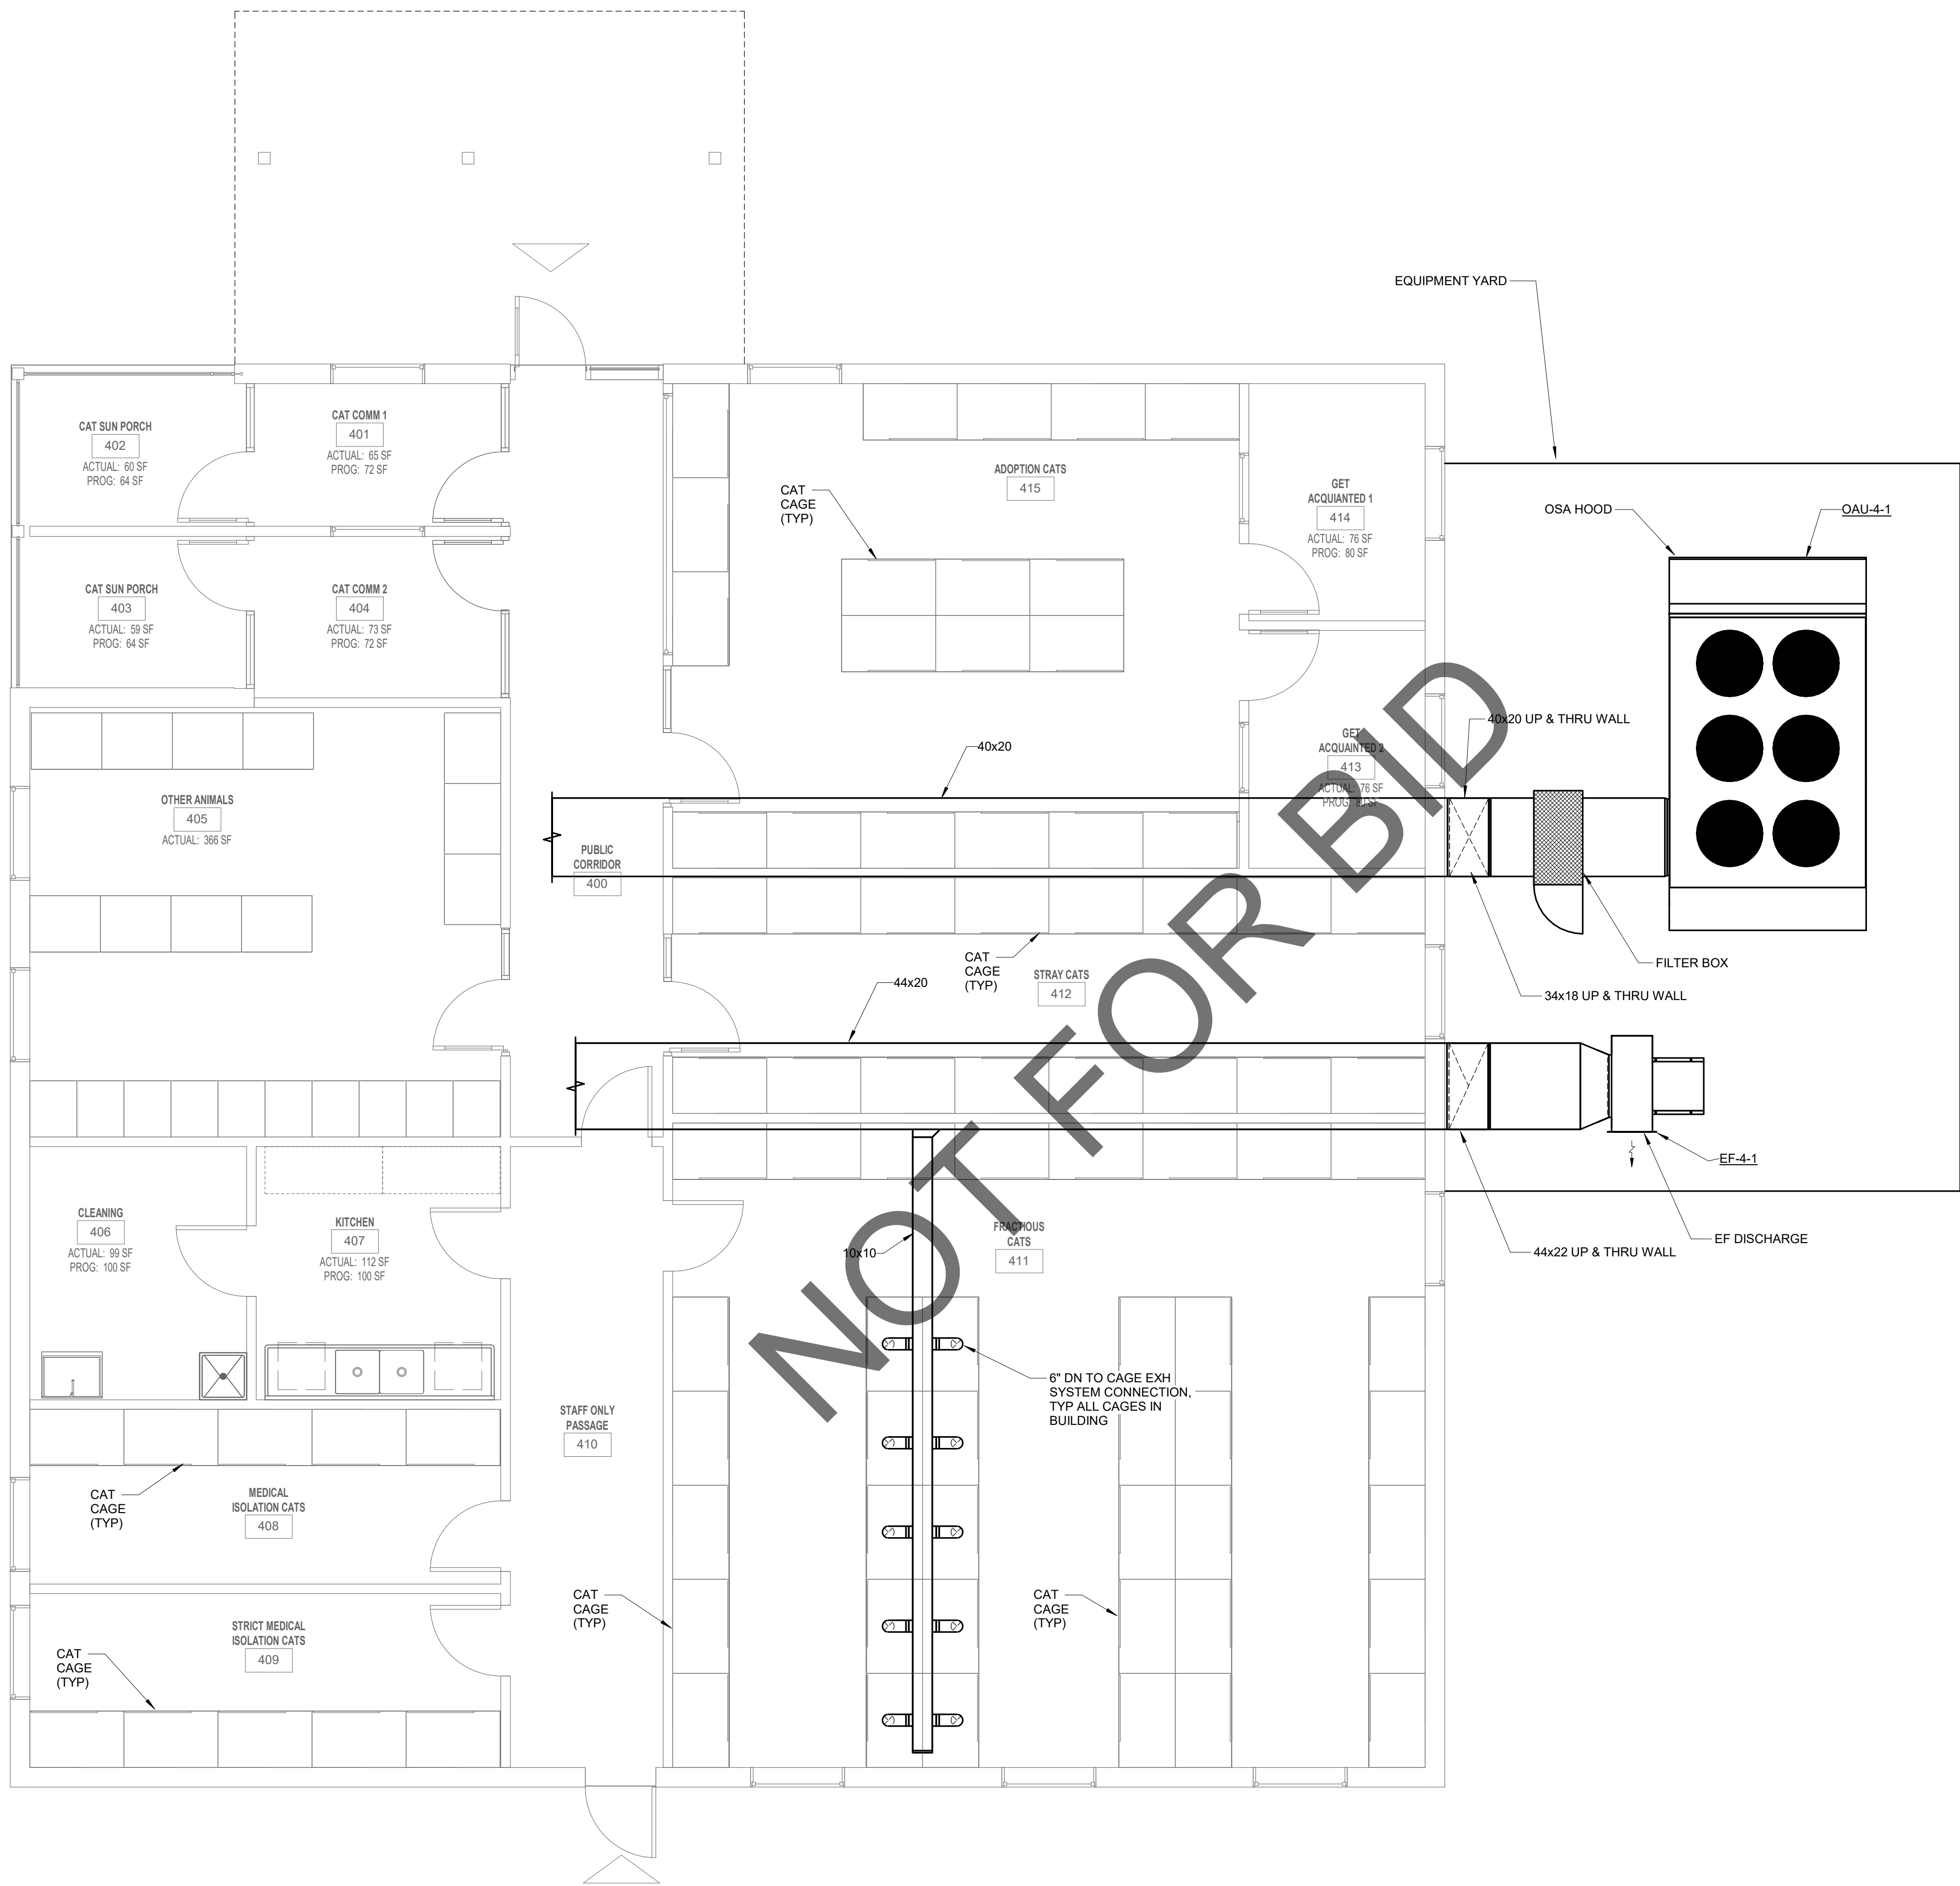 EQUIPMENT YARD
CAT COMM 1
401
ACTUAL: 65 SF
PROG: 72 SF
CAT SUN PORCH
402
ACTUAL: 60 SF
PROG: 64 SF
ADOPTION CATS
415
CAT
CAGE
(TYP)
GET
ACQUIANTED 1
414
ACTUAL: 76 SF
PROG: 80 SF
OSA HOOD
OAU-4-1
CAT SUN PORCH
403
ACTUAL: 59 SF
PROG: 64 SF
CAT COMM 2
404
ACTUAL: 73 SF
PROG: 72 SF
40x20 UP & THRU WALL
40x20
GET
ACQUAINTED 2
413
ACTUAL: 76 SF
PROG: 80 SF
OTHER ANIMALS
405
ACTUAL: 366 SF
PUBLIC
CORRIDOR
400
CAT
CAGE
(TYP)
STRAY CATS
412
44x20
FILTER BOX
34x18 UP & THRU WALL
EF-4-1
EF DISCHARGE
44x22 UP & THRU WALL
CLEANING
406
ACTUAL: 99 SF
PROG: 100 SF
KITCHEN
407
ACTUAL: 112 SF
PROG: 100 SF
10x10
FRACTIOUS
CATS
411
6" DN TO CAGE EXH
SYSTEM CONNECTION,
TYP ALL CAGES IN
BUILDING
STAFF ONLY
PASSAGE
410
CAT
CAGE
(TYP)
MEDICAL
ISOLATION CATS
408
CAT
CAGE
(TYP)
CAT
CAGE
(TYP)
STRICT MEDICAL
ISOLATION CATS
409
CAT
CAGE
(TYP)
NOT FOR BID